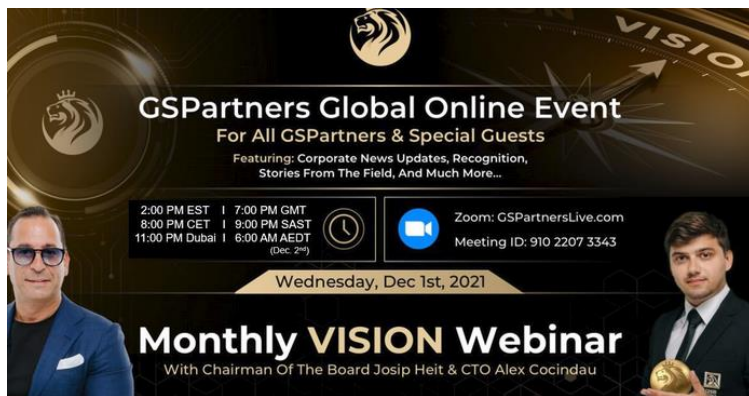 VISION
GSPartners Global Online Event
For All GSPartners & Special Guests
Featuring: Corporate News Updates, Recognition,
Stories From The Field, And Much More...
2:00 PM EST I 7:00 PM GMT
8:00 PM CET I 9:00 PM SAST
11:00 PM Dubai I 6:00 AM AEDT
(Dec. 2nd)
Zoom: GSPartnersLive.com
Meeting ID: 910 2207 3343
Wednesday, Dec 1st, 2021
Monthly VISION Webinar
With Chairman Of The Board Josip Heit & CTO Alex Cocindau